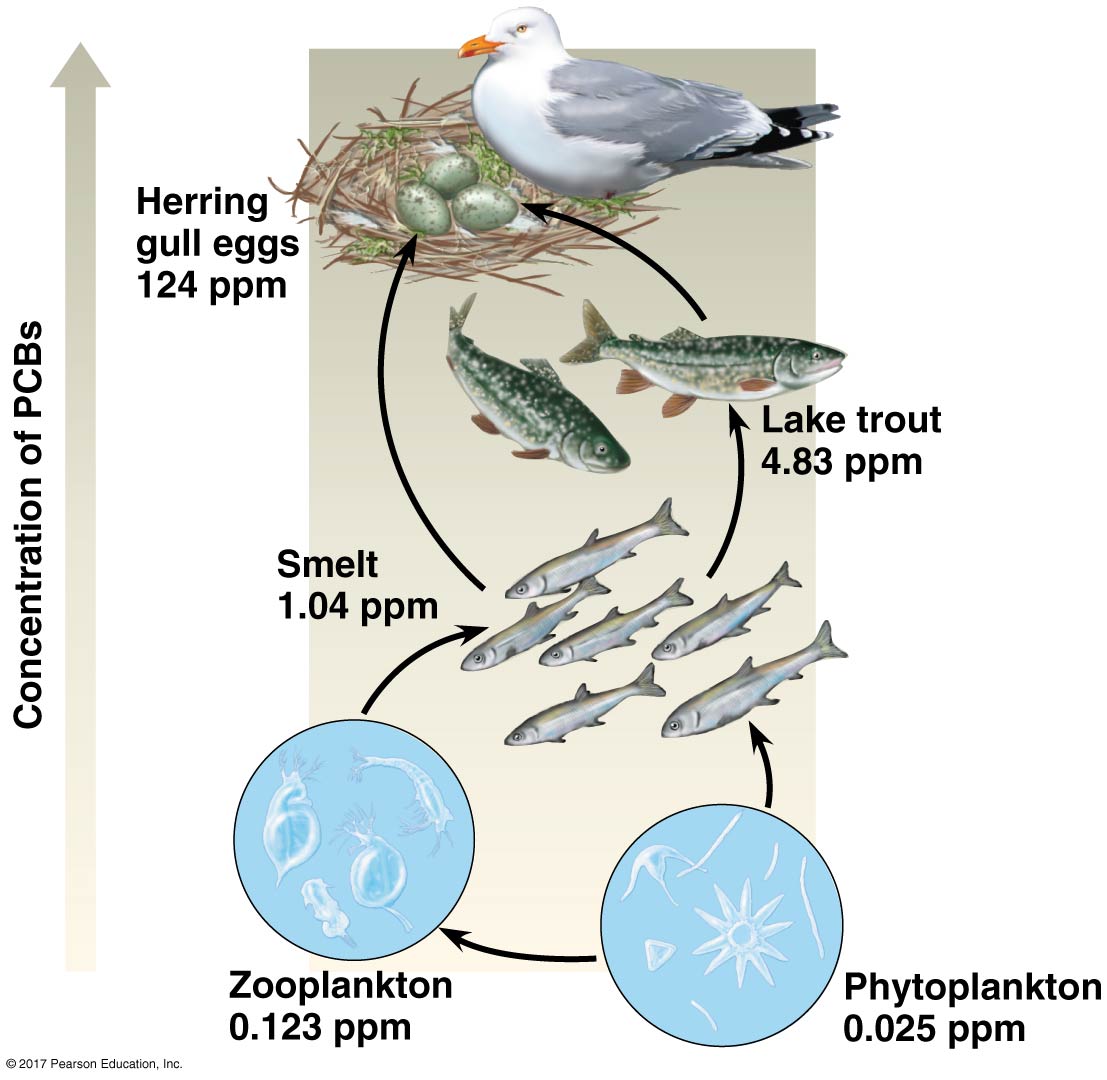 Herring
gull eggs
124 ppm
Concentration of PCBs
Lake trout
4.83 ppm
Smelt
1.04 ppm
Zooplankton
0.123 ppm
Phytoplankton
0.025 ppm
© 2017 Pearson Education, Inc.